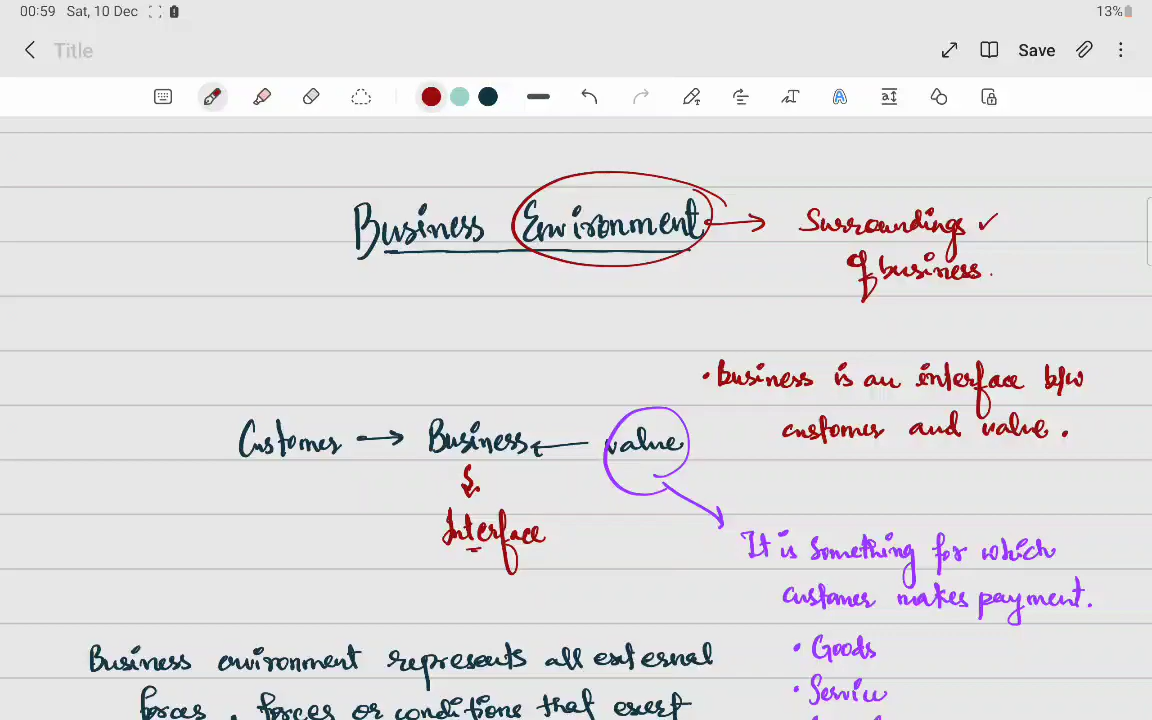 00:59 Sat, 10 Dec
13%
Title
Save
Business Environment
Surroundings
of business.
• Business is an interface b/w
customer and value.
Customer → Business ← value
Interface
It is something for which
customer makes payment.
• Goods
• Service
Business environment represents all external
forces, forces or conditions that exert